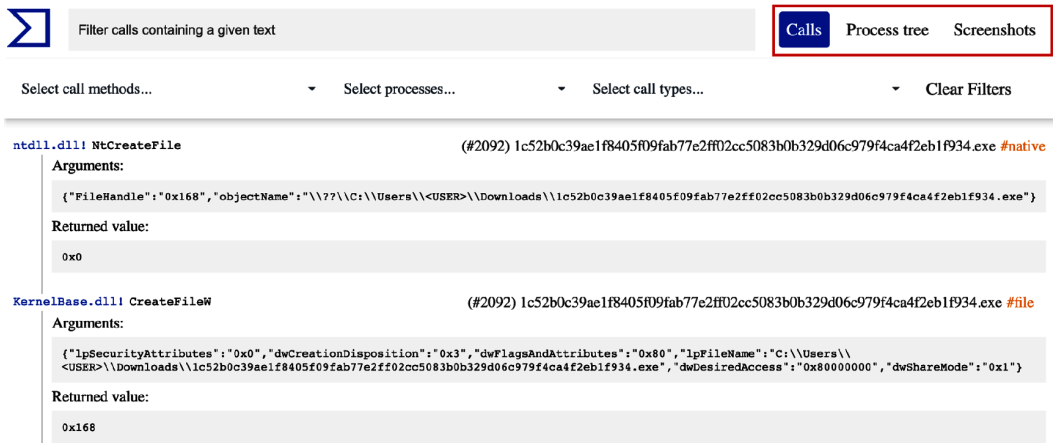 Filter calls containing a given text
Calls Process tree Screenshots
Select call methods... Select processes... Select call types... Clear Filters
ntdll.dll! NtCreateFile (#2092) 1c52b0c39ae1f8405f09fab77e2ff02cc5083b0b329d06c979f4ca4f2eb1f934.exe #native
Arguments:
{"FileHandle":"0x168","objectName":"\\??\\C:\\Users\\<USER>\\Downloads\\1c52b0c39ae1f8405f09fab77e2ff02cc5083b0b329d06c979f4ca4f2eb1f934.exe"}
Returned value:
0x0
KernelBase.dll! CreateFileW (#2092) 1c52b0c39ae1f8405f09fab77e2ff02cc5083b0b329d06c979f4ca4f2eb1f934.exe #file
Arguments:
{"lpSecurityAttributes":"0x0","dwCreationDisposition":"0x3","dwFlagsAndAttributes":"0x80","lpFileName":"C:\\Users\\
<USER>\\Downloads\\1c52b0c39ae1f8405f09fab77e2ff02cc5083b0b329d06c979f4ca4f2eb1f934.exe","dwDesiredAccess":"0x80000000","dwShareMode":"0x1"}
Returned value:
0x168